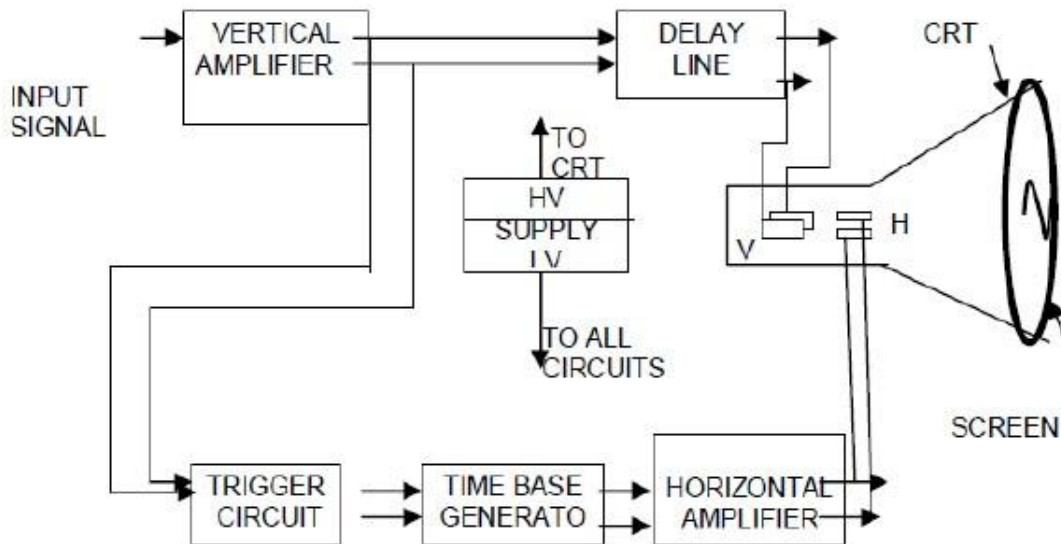 VERTICAL
AMPLIFIER
DELAY
LINE
CRT
INPUT
SIGNAL
TO
CRT
HV
SUPPLY
LV
V
H
TO ALL
CIRCUITS
SCREEN
TRIGGER
CIRCUIT
TIME BASE
GENERATO
HORIZONTAL
AMPLIFIER